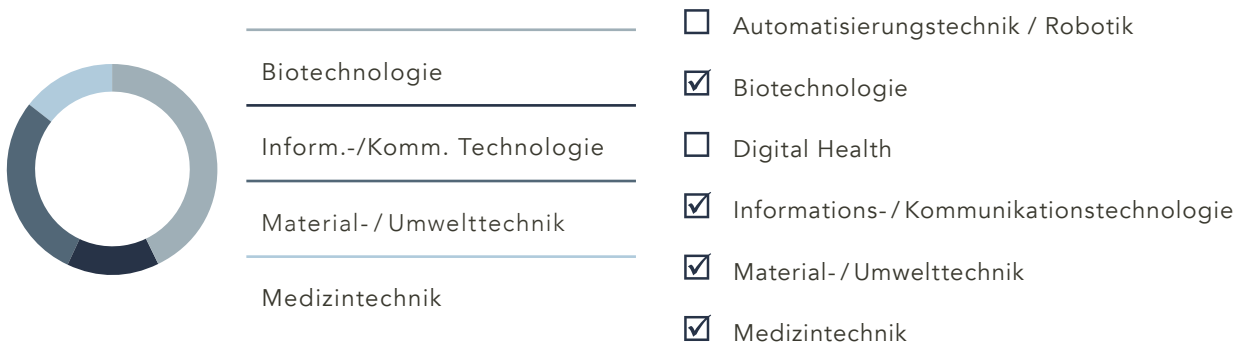 Biotechnologie
Inform.-/Komm. Technologie
Material- / Umwelttechnik
Medizintechnik
Automatisierungstechnik / Robotik
Biotechnologie
Digital Health
Informations- / Kommunikationstechnologie
Material- / Umwelttechnik
Medizintechnik